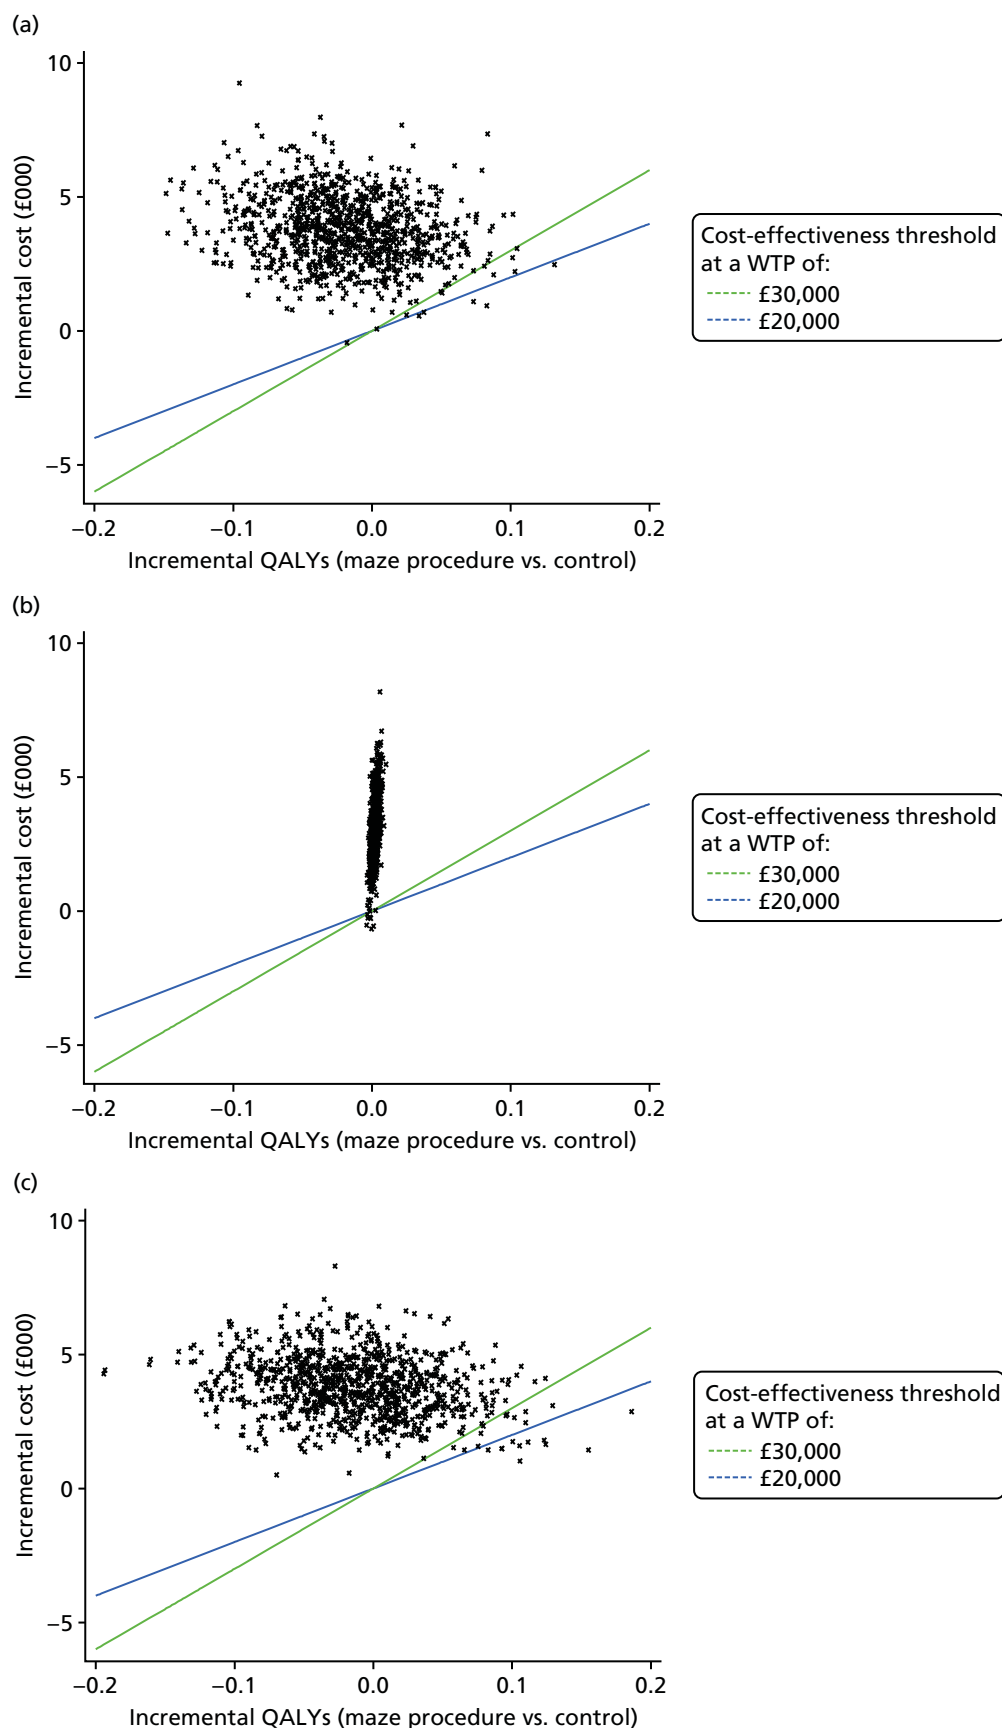 (a)
10
5
0
−5
Incremental cost (£000)
−0.2 −0.1 0.0 0.1 0.2
Incremental QALYs (maze procedure vs. control)
Cost-effectiveness threshold
at a WTP of:
£30,000
£20,000
(b)
10
5
0
−5
Incremental cost (£000)
−0.2 −0.1 0.0 0.1 0.2
Incremental QALYs (maze procedure vs. control)
Cost-effectiveness threshold
at a WTP of:
£30,000
£20,000
(c)
10
5
0
−5
Incremental cost (£000)
−0.2 −0.1 0.0 0.1 0.2
Incremental QALYs (maze procedure vs. control)
Cost-effectiveness threshold
at a WTP of:
£30,000
£20,000